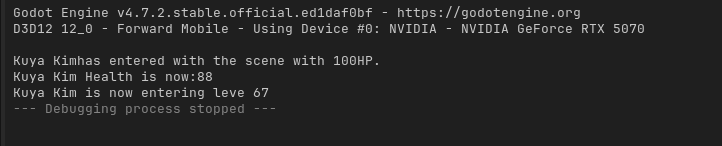 Godot Engine v4.7.2.stable.official.ed1daf0bf - https://godotengine.org
D3D12 12_0 - Forward Mobile - Using Device #0: NVIDIA - NVIDIA GeForce RTX 5070
Kuya Kimhas entered with the scene with 100HP.
Kuya Kim Health is now:88
Kuya Kim is now entering leve 67
--- Debugging process stopped ---